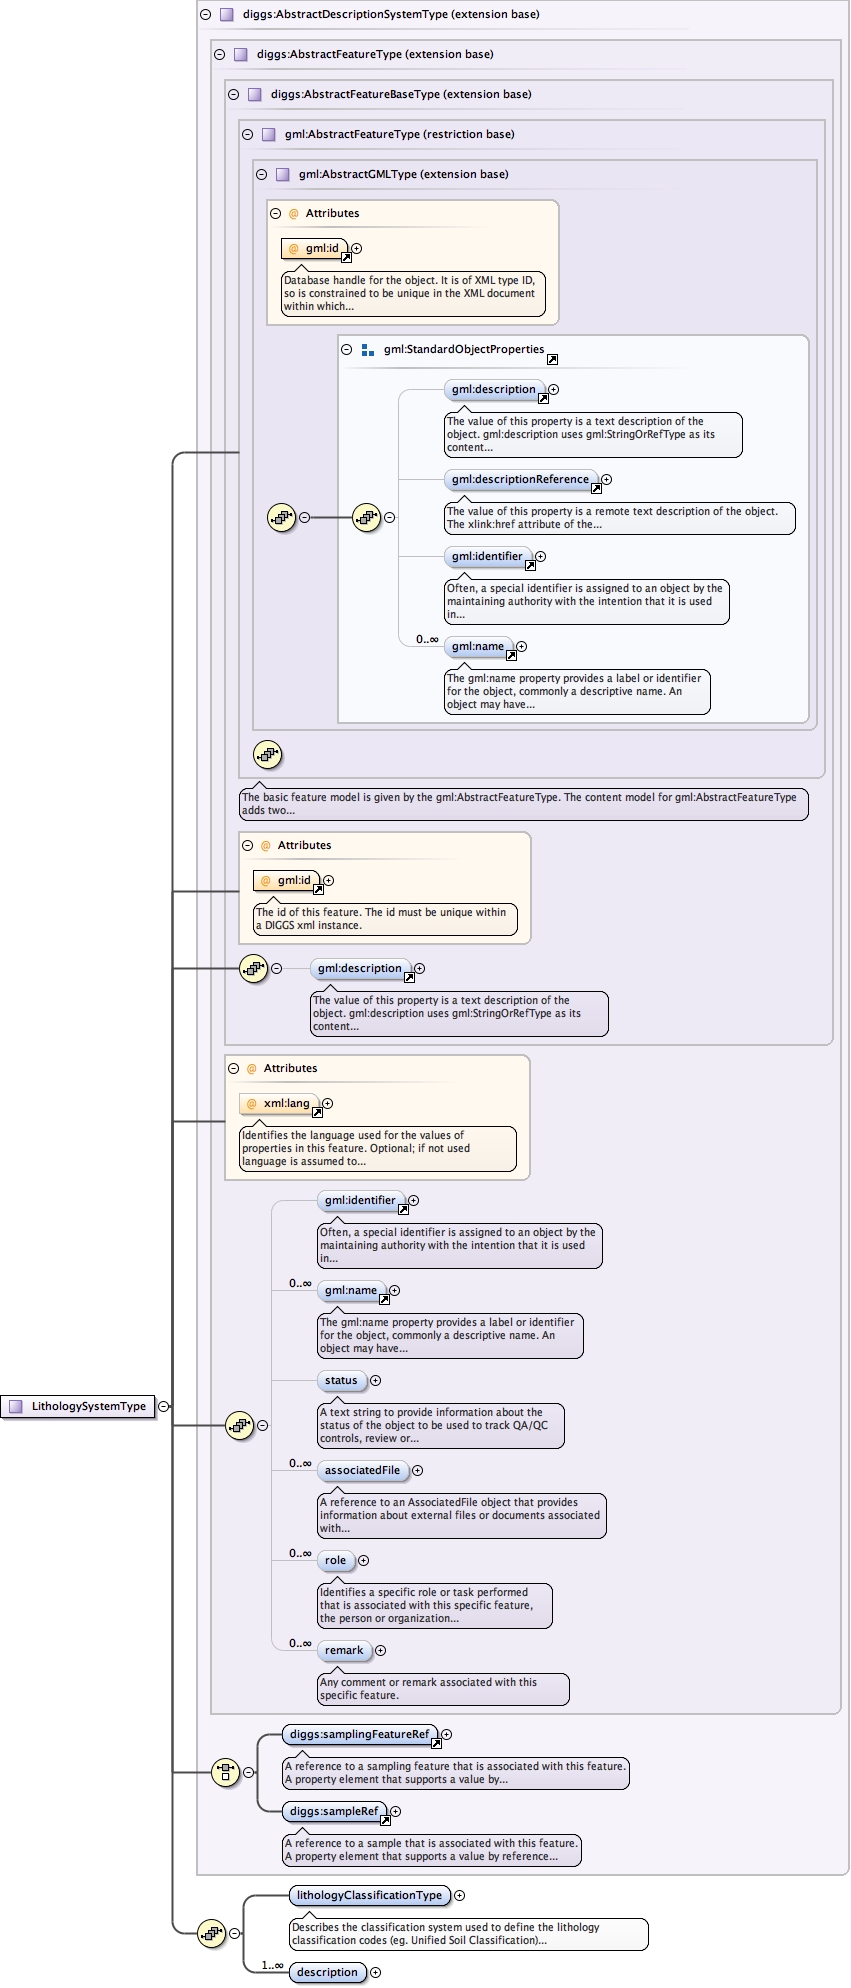 diggs:AbstractDescriptionSystemType (extension base)
diggs:AbstractFeatureType (extension base)
diggs:AbstractFeatureBaseType (extension base)
gml:AbstractFeatureType (restriction base)
gml:AbstractGMLType (extension base)
@ Attributes
@ gml:id
Database handle for the object. It is of XML type ID,
so is constrained to be unique in the XML document
within which...
gml:StandardObjectProperties
gml:description
The value of this property is a text description of the
object. gml:description uses gml:StringOrRefType as its
content...
gml:descriptionReference
The value of this property is a remote text description of the object.
The xlink:href attribute of the...
gml:identifier
Often, a special identifier is assigned to an object by the
maintaining authority with the intention that it is used
in...
0..∞
gml:name
The gml:name property provides a label or identifier
for the object, commonly a descriptive name. An
object may have...
The basic feature model is given by the gml:AbstractFeatureType. The content model for gml:AbstractFeatureType
adds two...
@ Attributes
@ gml:id
The id of this feature. The id must be unique within
a DIGGS xml instance.
gml:description
The value of this property is a text description of the
object. gml:description uses gml:StringOrRefType as its
content...
@ Attributes
@ xml:lang
Identifies the language used for the values of
properties in this feature. Optional; if not used
language is assumed to...
gml:identifier
Often, a special identifier is assigned to an object by the
maintaining authority with the intention that it is used
in...
0..∞
gml:name
The gml:name property provides a label or identifier
for the object, commonly a descriptive name. An
object may have...
status
A text string to provide information about the
status of the object to be used to track QA/QC
controls, review or...
LithologySystemType
0..∞
associatedFile
A reference to an AssociatedFile object that provides
information about external files or documents associated
with...
0..∞
role
Identifies a specific role or task performed
that is associated with this specific feature,
the person or organization...
0..∞
remark
Any comment or remark associated with this
specific feature.
diggs:samplingFeatureRef
A reference to a sampling feature that is associated with this feature.
A property element that supports a value by...
diggs:sampleRef
A reference to a sample that is associated with this feature.
A property element that supports a value by reference...
lithologyClassificationType
Describes the classification system used to define the lithology
classification codes (eg. Unified Soil Classification)...
1..∞
description